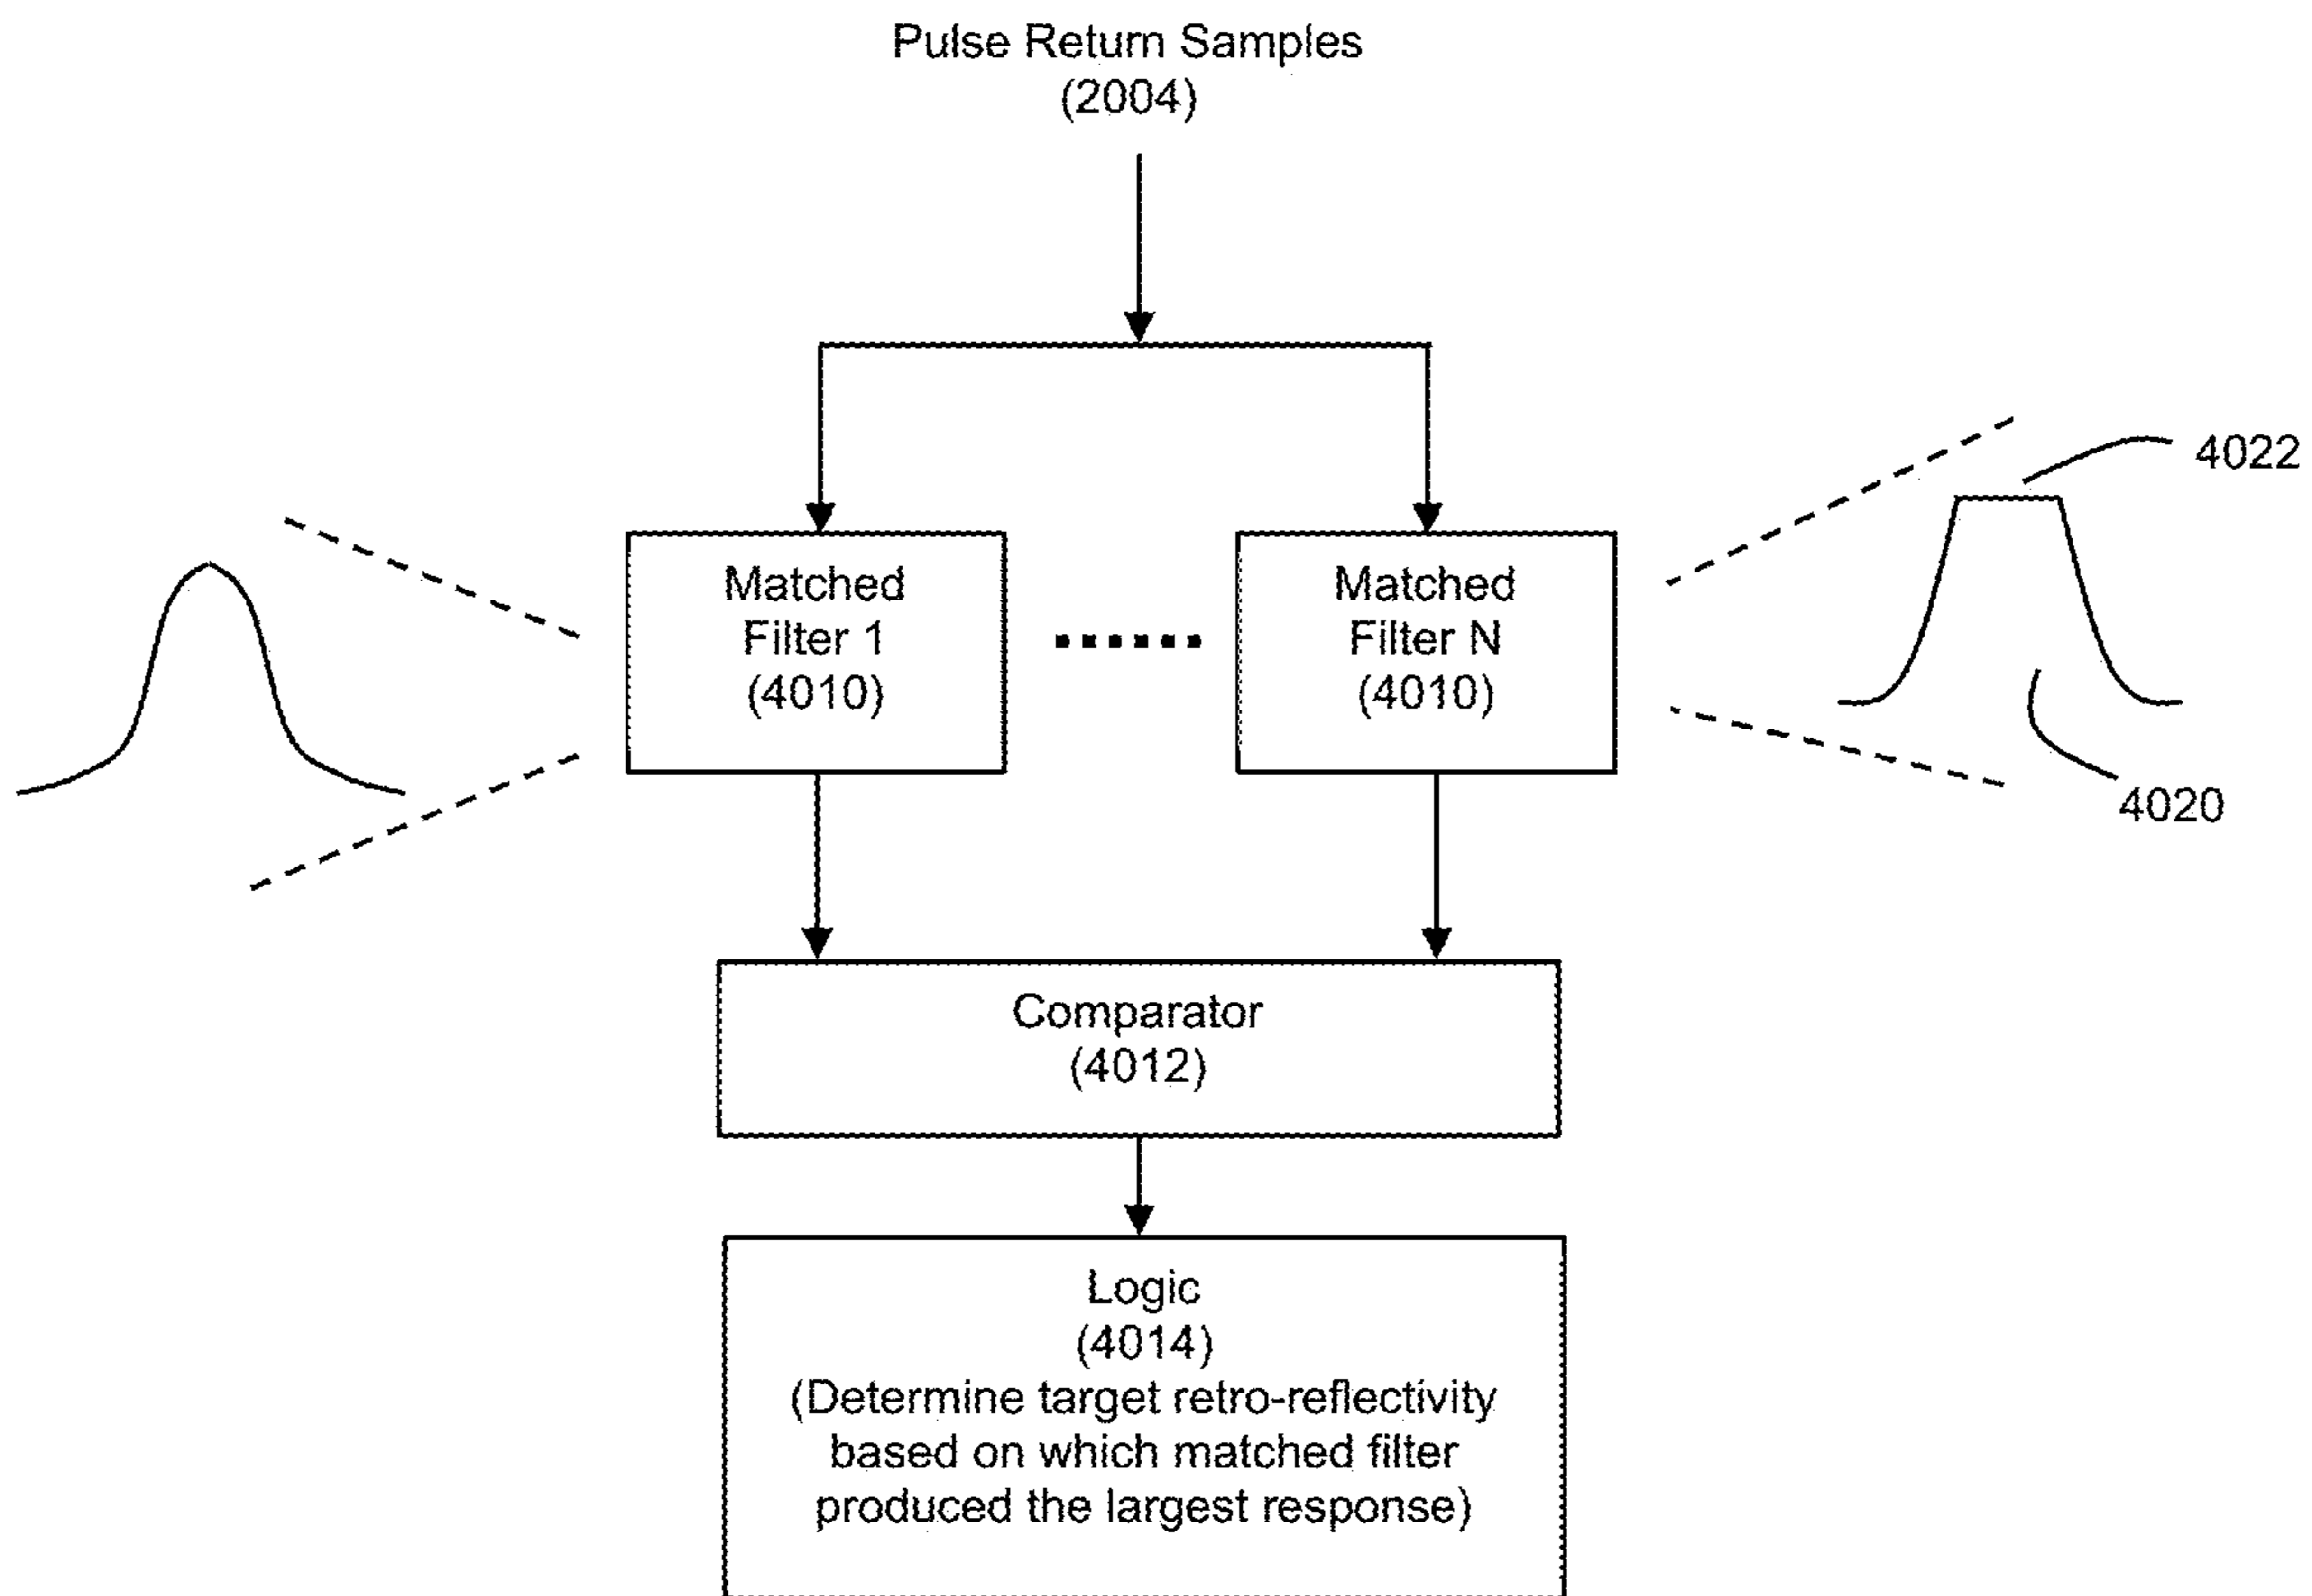 Pulse Return Samples
(2004)
4022
Matched
Filter 1
(4010)
Matched
Filter N
(4010)
4020
Comparator
(4012)
Logic
(4014)
(Determine target retro-reflectivity
based on which matched filter
produced the largest response)